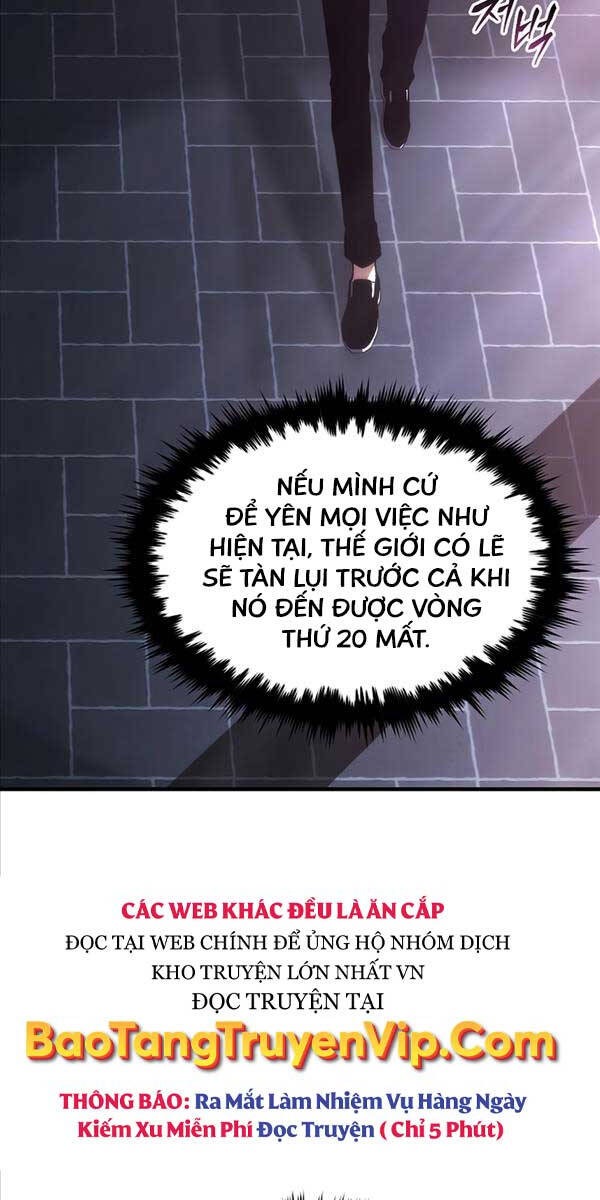 저벅
NẾU MÌNH CỨ
ĐỂ YÊN MỌI VIỆC NHƯ
HIỆN TẠI, THẾ GIỚI CÓ LẼ
SẼ TÀN LỤI TRƯỚC CẢ KHI
NÓ ĐẾN ĐƯỢC VÒNG
THỨ 20 MẤT.
CÁC WEB KHÁC ĐỀU LÀ ĂN CẮP
ĐỌC TẠI WEB CHÍNH ĐỂ ỦNG HỘ NHÓM DỊCH
KHO TRUYỆN LỚN NHẤT VN
ĐỌC TRUYỆN TẠI
BaoTangTruyenVip.Com
THÔNG BÁO: Ra Mắt Làm Nhiệm Vụ Hàng Ngày
Kiếm Xu Miễn Phí Đọc Truyện ( Chỉ 5 Phút)